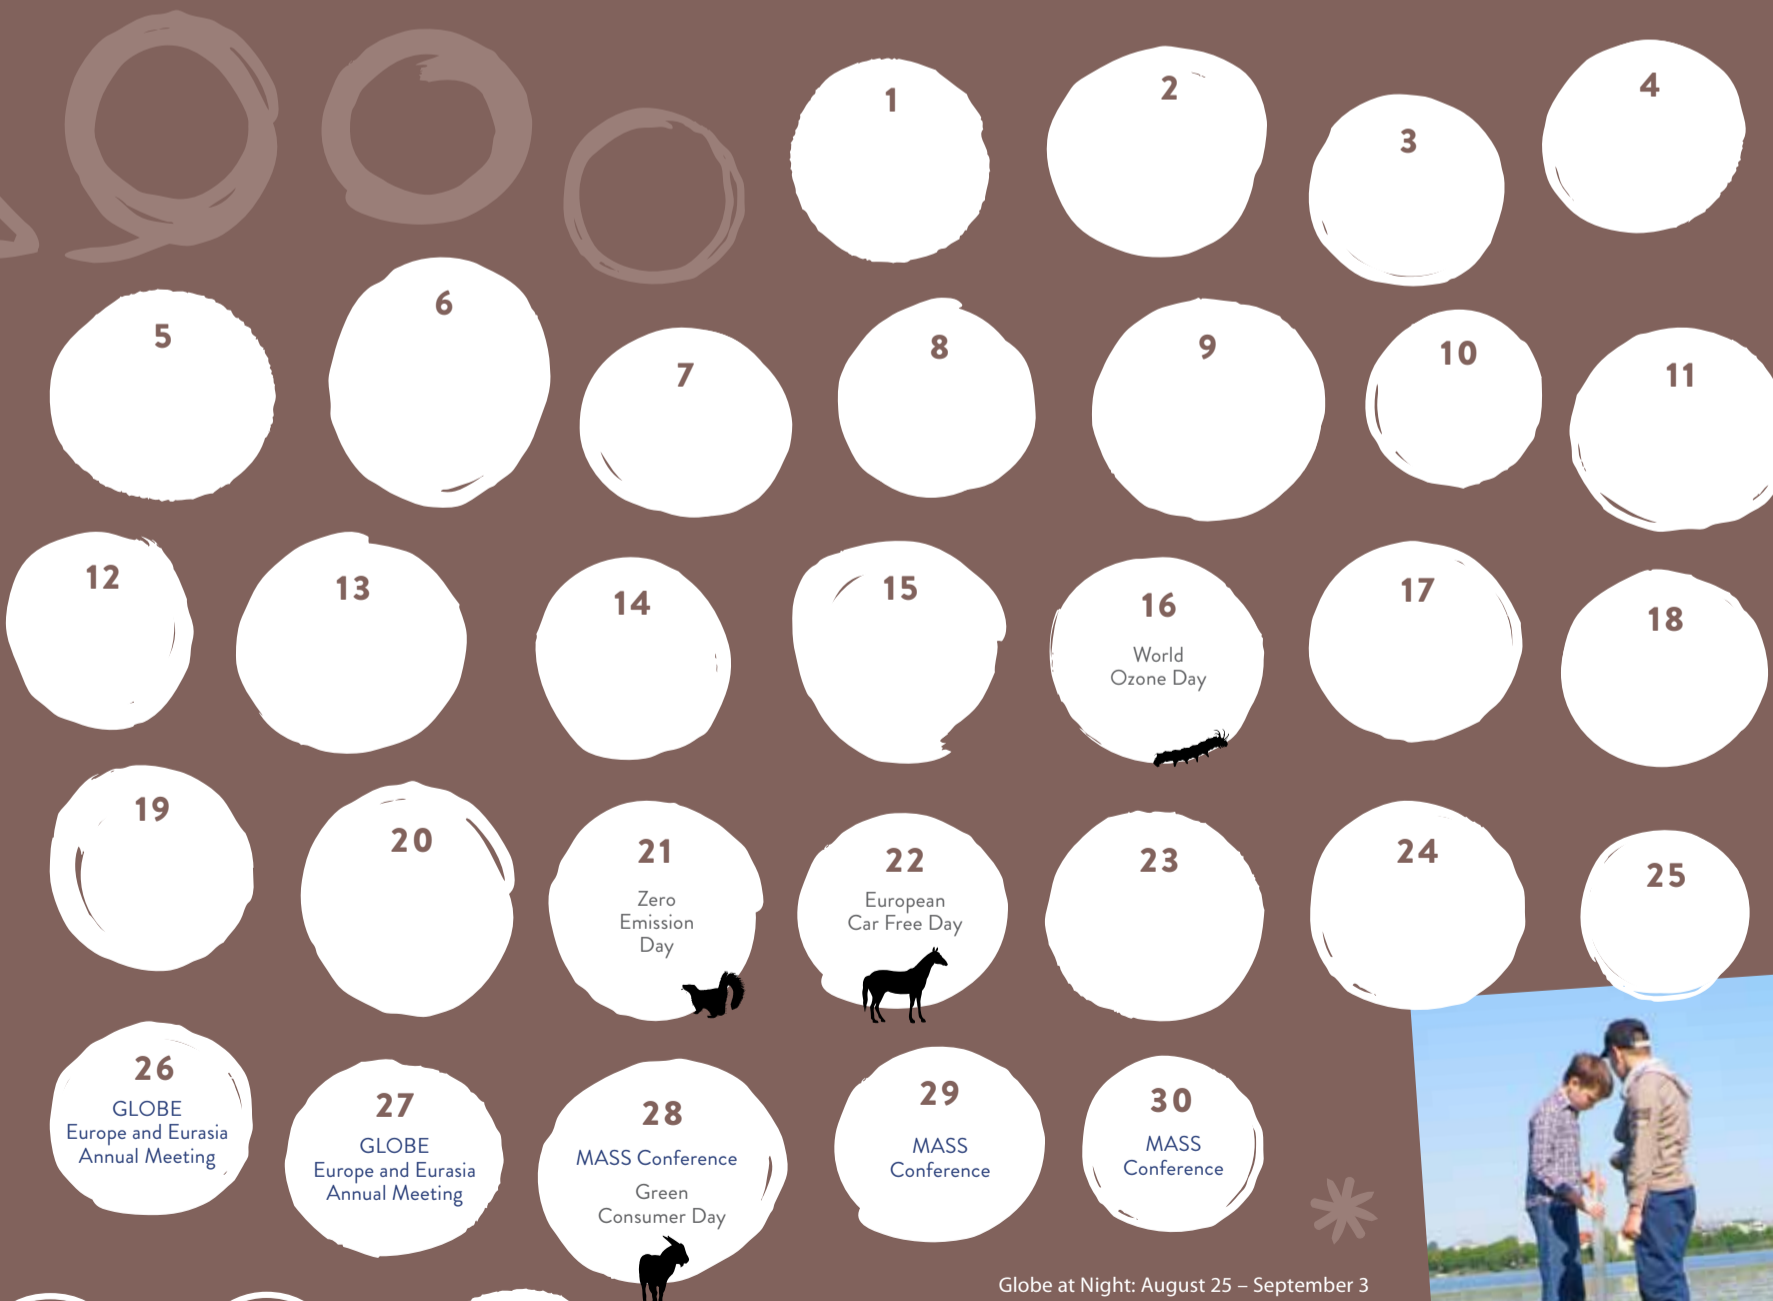 1
2
3
4
5
6
7
8
9
10
11
12
13
14
15
16
World
Ozone Day
17
18
19
20
21
Zero
Emission
Day
22
European
Car Free Day
23
24
25
26
GLOBE
Europe and Eurasia
Annual Meeting
27
GLOBE
Europe and Eurasia
Annual Meeting
28
MASS Conference
Green
Consumer Day
29
MASS
Conference
30
MASS
Conference
Globe at Night: August 25 – September 3